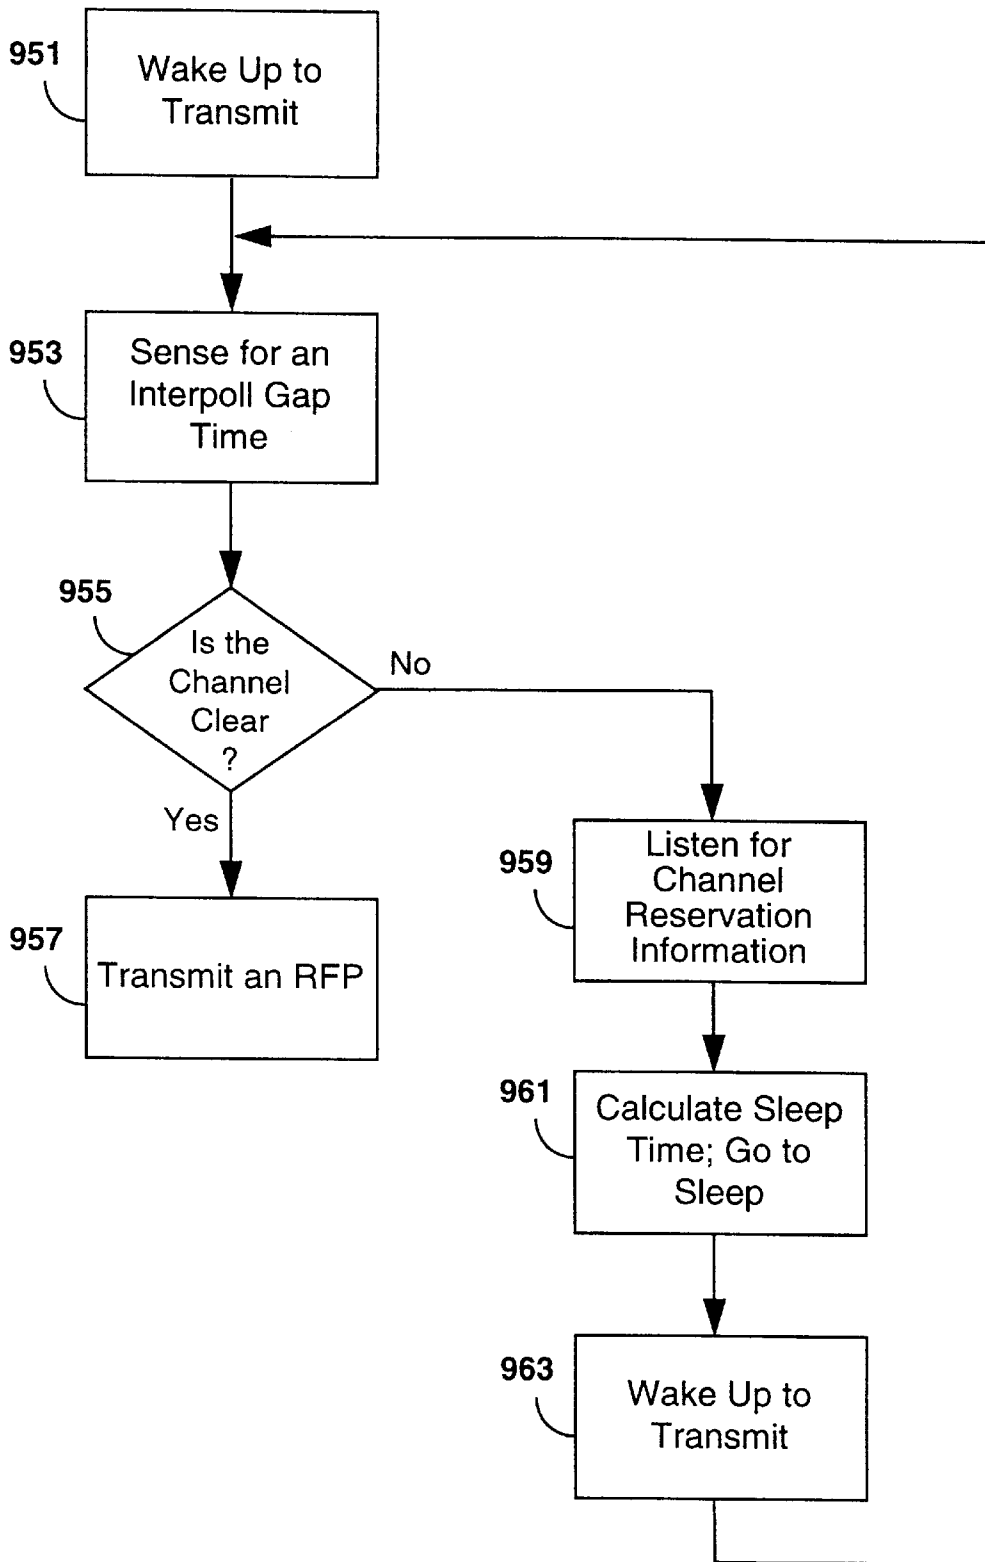 951
Wake Up to
Transmit
953
Sense for an
Interpoll Gap
Time
955
Is the
Channel
Clear
?
No
Yes
957
Transmit an RFP
959
Listen for
Channel
Reservation
Information
961
Calculate Sleep
Time; Go to
Sleep
963
Wake Up to
Transmit